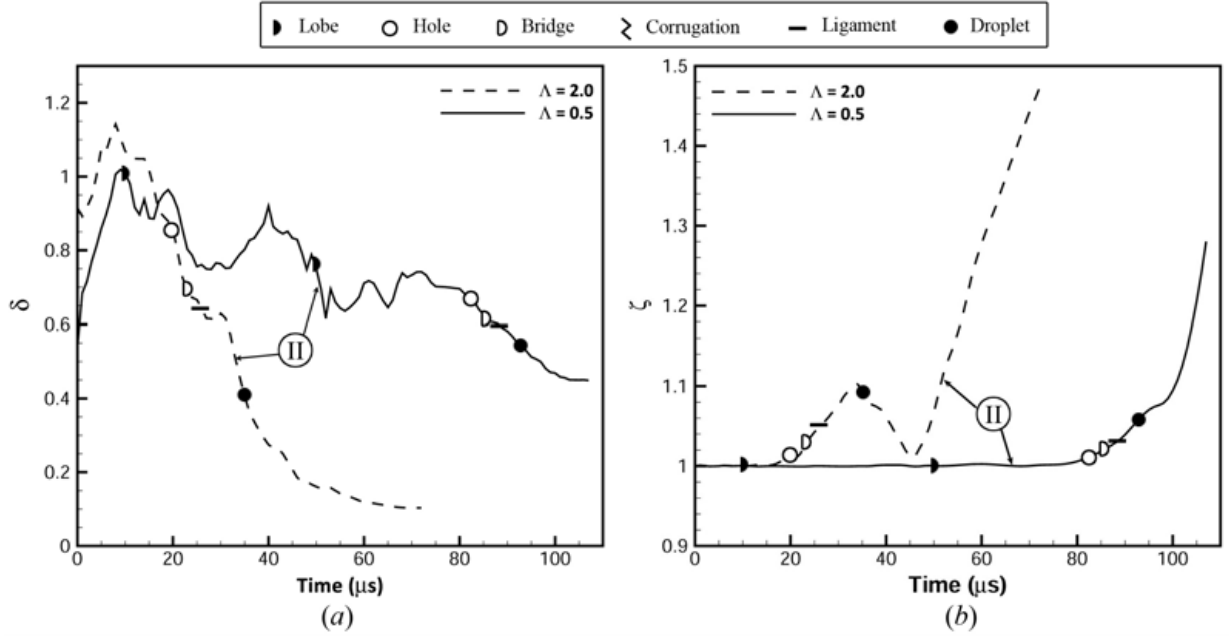 Lobe Hole Bridge Corrugation Ligament Droplet
Λ = 2.0
Λ = 0.5
II
δ
1.2
1
0.8
0.6
0.4
0.2
0
0 20 40 60 80 100
Time (μs)
(a)
Λ = 2.0
Λ = 0.5
II
ζ
1.5
1.4
1.3
1.2
1.1
1
0.9
0 20 40 60 80 100
Time (μs)
(b)